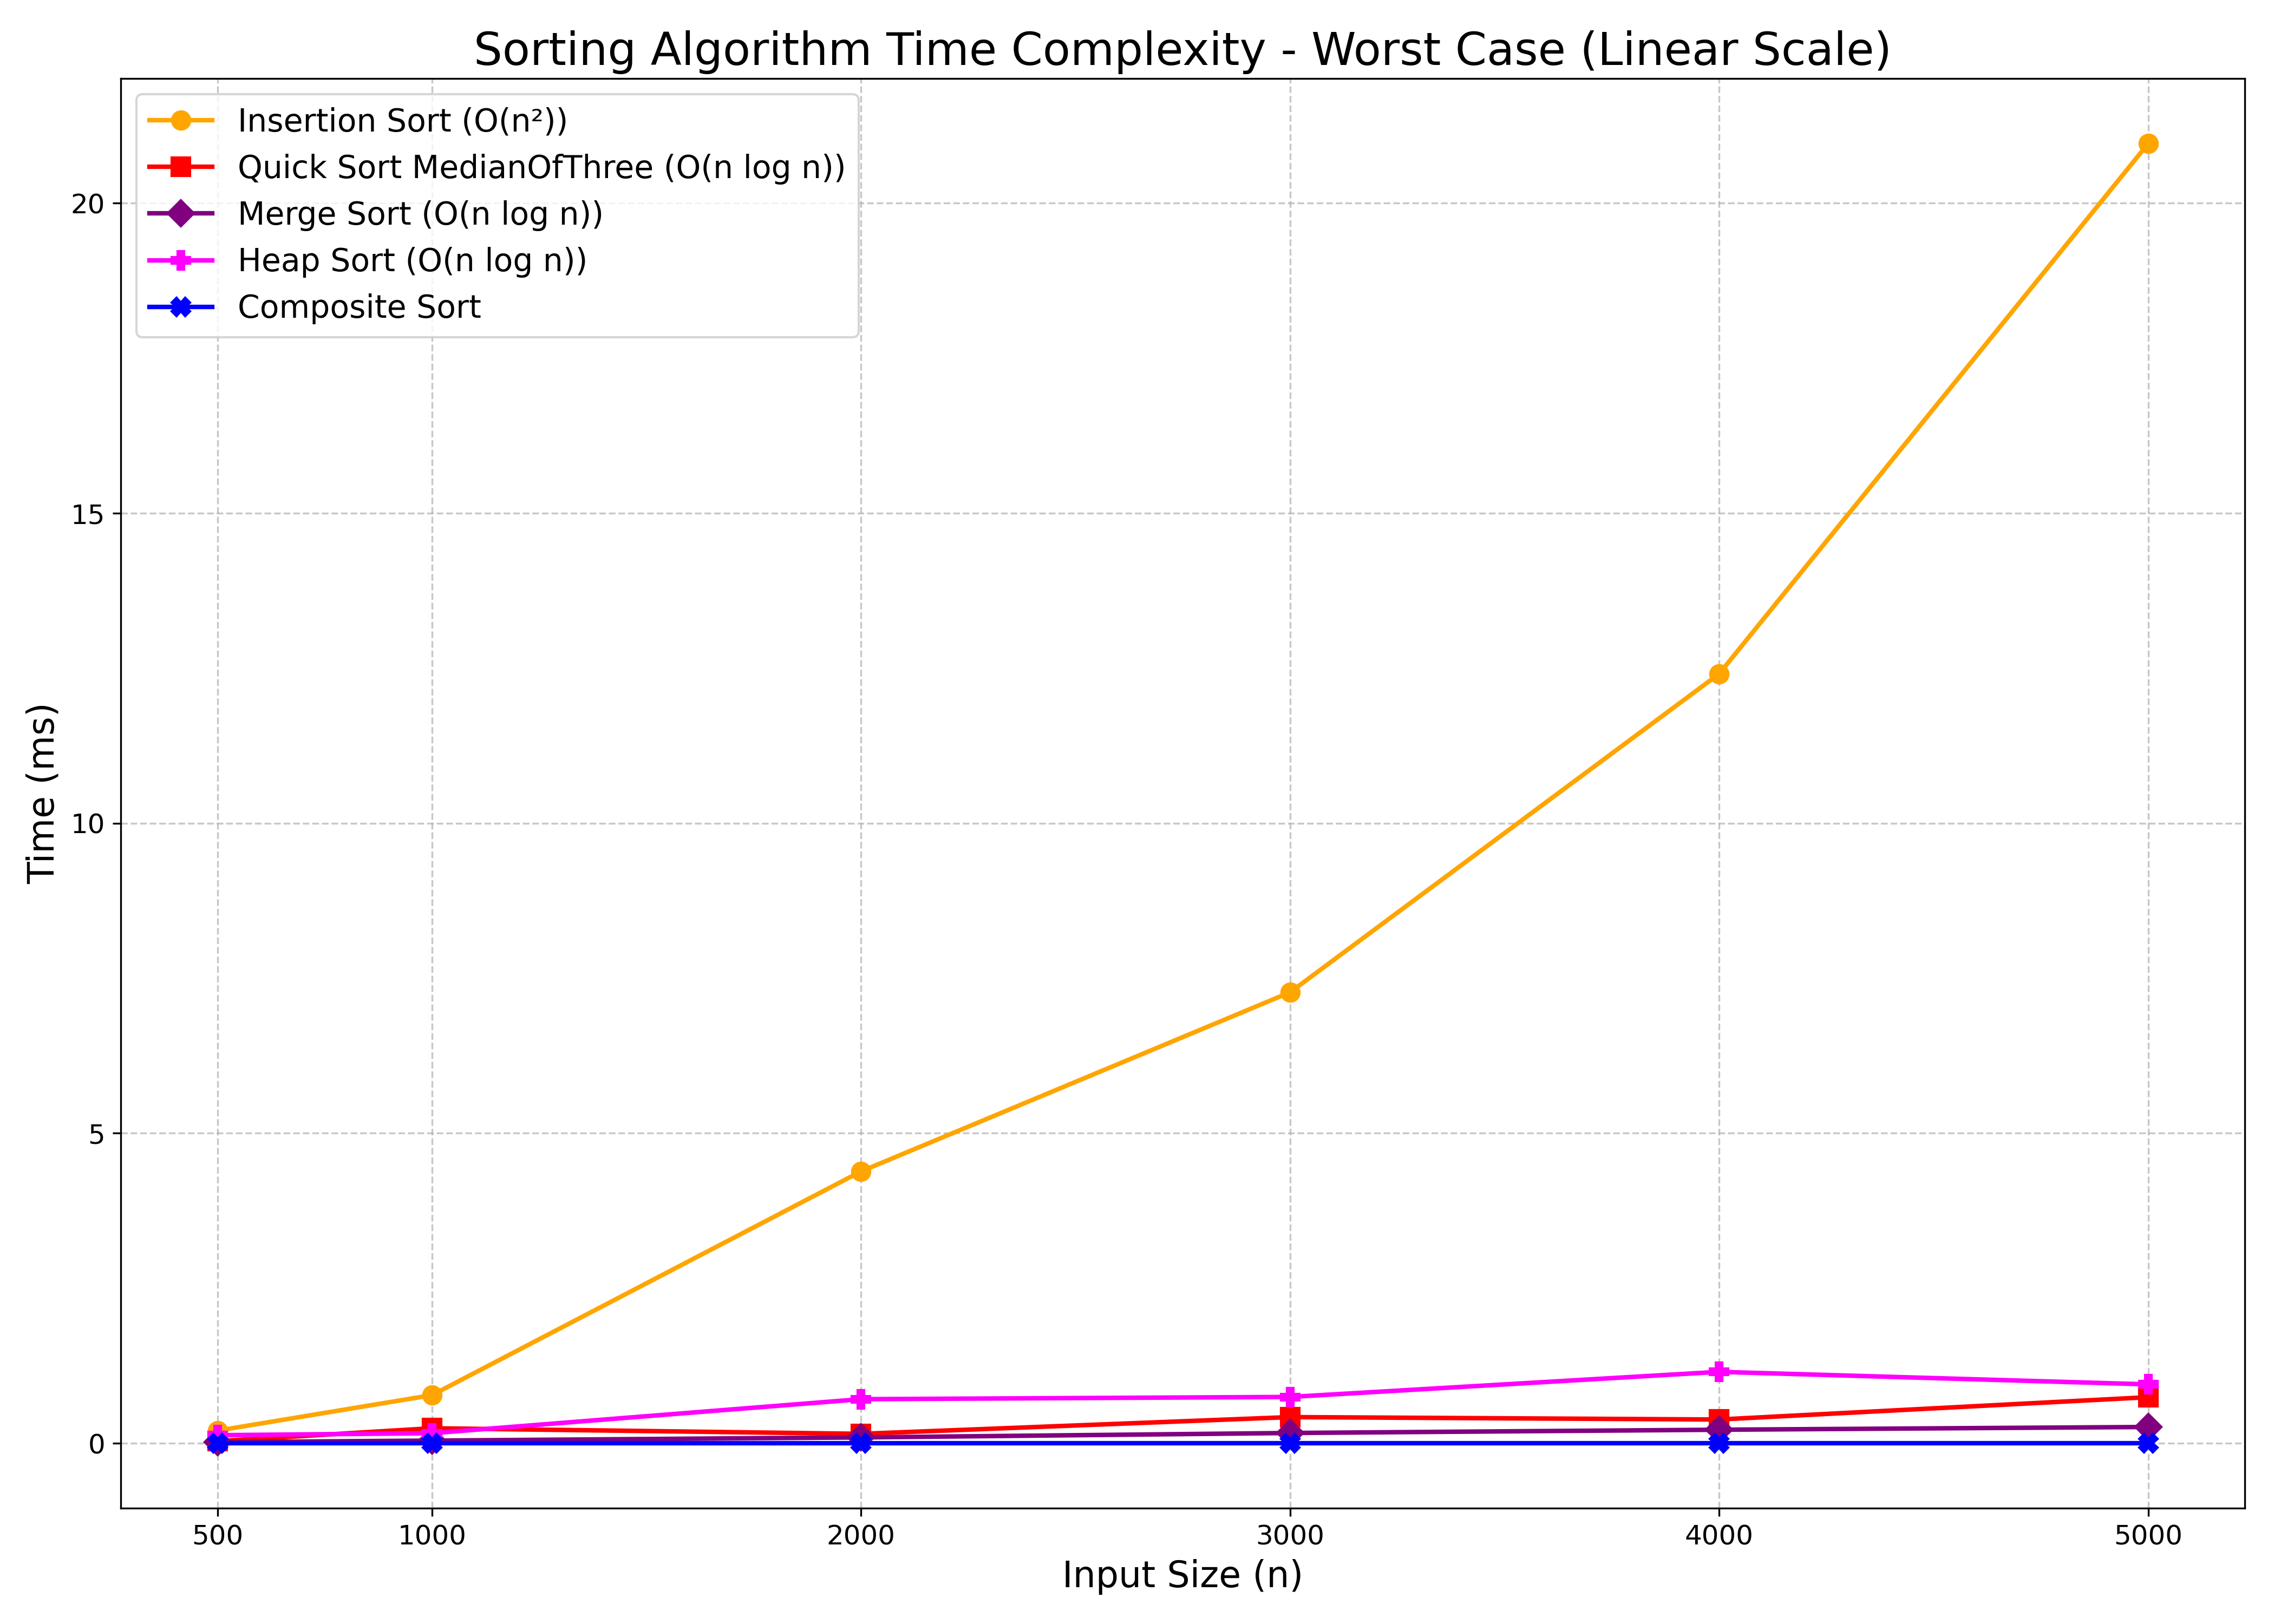 Sorting Algorithm Time Complexity - Worst Case (Linear Scale)
Insertion Sort (O(n²))
Quick Sort MedianOfThree (O(n log n))
Merge Sort (O(n log n))
Heap Sort (O(n log n))
Composite Sort
20
15
10
5
0
Time (ms)
500 1000 2000 3000 4000 5000
Input Size (n)